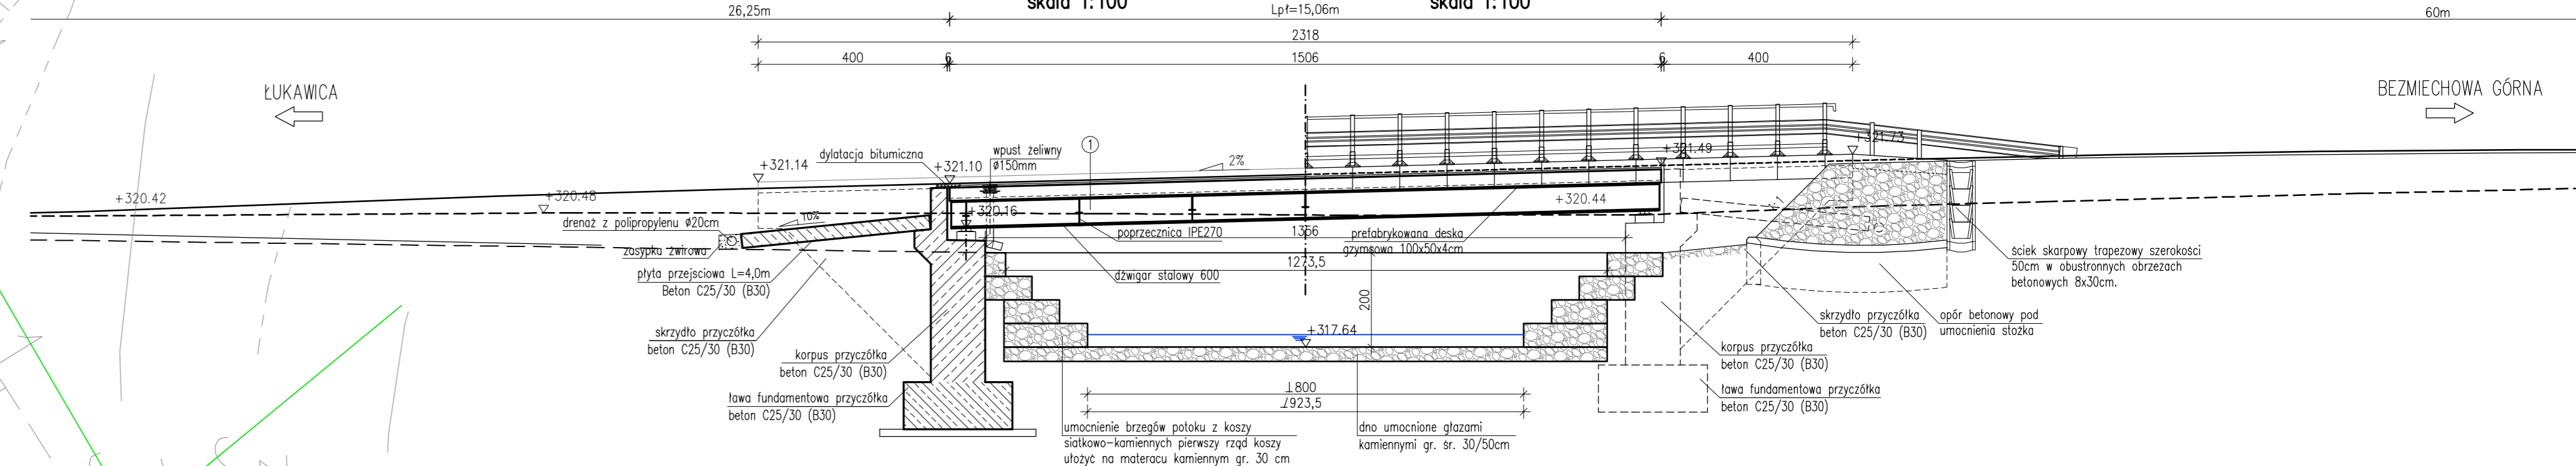 skala 1:100
skala 1:100
26,25m
Lpł=15,06m
60m
2318
400
6
1506
6
400
ŁUKAWICA
BEZMIECHOWA GÓRNA
dylatacja bitumiczna
wpust żeliwny
ø150mm
1
2%
+321.14
+321.10
+321.49
+321.73
+320.42
+320.48
+320.16
+320.44
10%
drenaż z polipropylenu ø20cm
zasypka żwirowa
płyta przejsciowa L=4,0m
Beton C25/30 (B30)
skrzydło przyczółka
beton C25/30 (B30)
korpus przyczółka
beton C25/30 (B30)
ława fundamentowa przyczółka
beton C25/30 (B30)
poprzecznica IPE270
dźwigar stalowy 600
1356
prefabrykowana deska
gzymsowa 100x50x4cm
1273,5
200
+317.64
⊥800
∠923,5
umocnienie brzegów potoku z koszy
siatkowo-kamiennych pierwszy rząd koszy
ułożyć na materacu kamiennym gr. 30 cm
dno umocnione głazami
kamiennymi gr. śr. 30/50cm
korpus przyczółka
beton C25/30 (B30)
ława fundamentowa przyczółka
beton C25/30 (B30)
skrzydło przyczółka
beton C25/30 (B30)
opór betonowy pod
umocnienia stożka
ściek skarpowy trapezowy szerokości
50cm w obustronnych obrzeżach
betonowych 8x30cm.